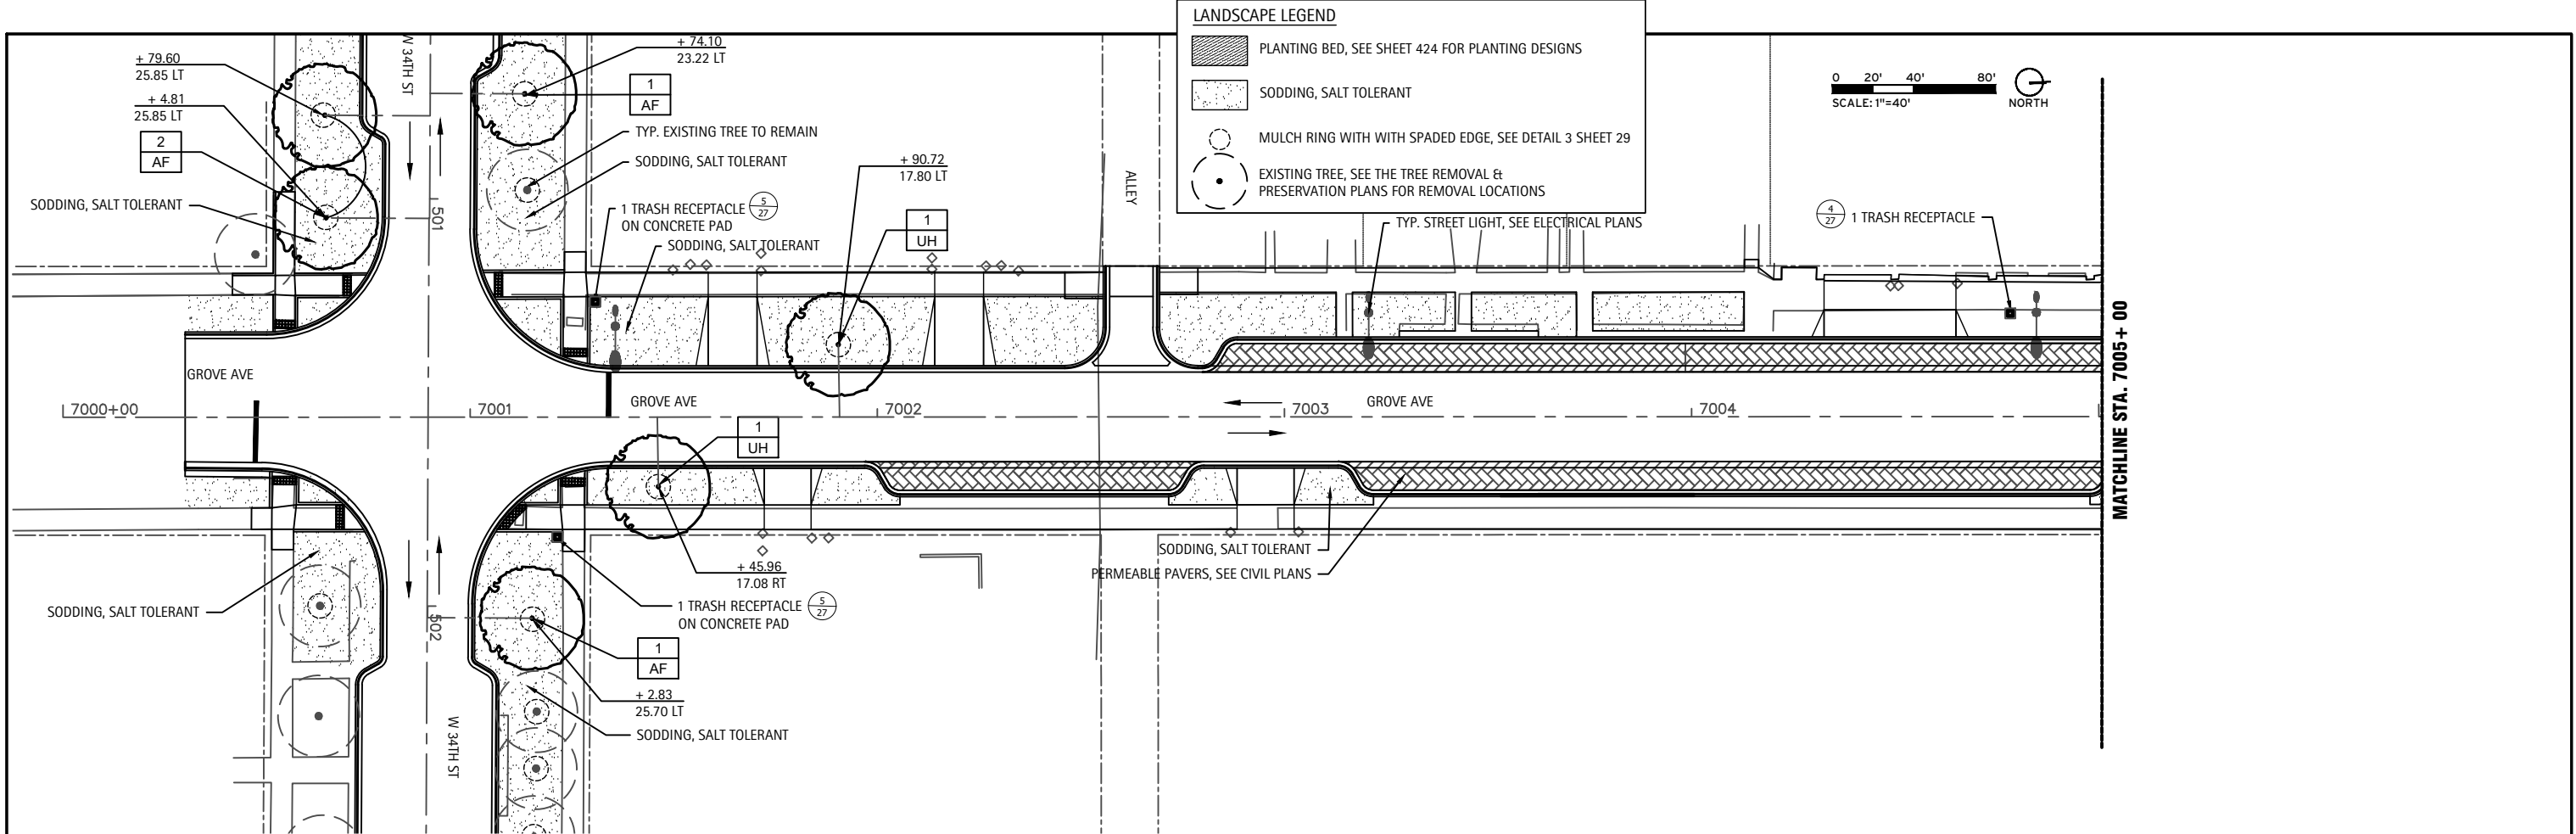 LANDSCAPE LEGEND
PLANTING BED, SEE SHEET 424 FOR PLANTING DESIGNS
SODDING, SALT TOLERANT
MULCH RING WITH WITH SPADED EDGE, SEE DETAIL 3 SHEET 29
EXISTING TREE, SEE THE TREE REMOVAL &
PRESERVATION PLANS FOR REMOVAL LOCATIONS
0 20' 40' 80'
SCALE: 1"=40'
NORTH
W 34TH ST
+ 79.60
25.85 LT
+ 4.81
25.85 LT
2
AF
SODDING, SALT TOLERANT
+ 74.10
23.22 LT
1
AF
TYP. EXISTING TREE TO REMAIN
SODDING, SALT TOLERANT
501
1 TRASH RECEPTACLE
ON CONCRETE PAD
5
27
SODDING, SALT TOLERANT
+ 90.72
17.80 LT
1
UH
ALLEY
TYP. STREET LIGHT, SEE ELECTRICAL PLANS
4
27
1 TRASH RECEPTACLE
GROVE AVE
7000+00
7001
GROVE AVE
7002
7003
GROVE AVE
7004
MATCHLINE STA. 7005+ 00
1
UH
+ 45.96
17.08 RT
SODDING, SALT TOLERANT
PERMEABLE PAVERS, SEE CIVIL PLANS
SODDING, SALT TOLERANT
502
1 TRASH RECEPTACLE
ON CONCRETE PAD
5
27
1
AF
+ 2.83
25.70 LT
SODDING, SALT TOLERANT
W 34TH ST